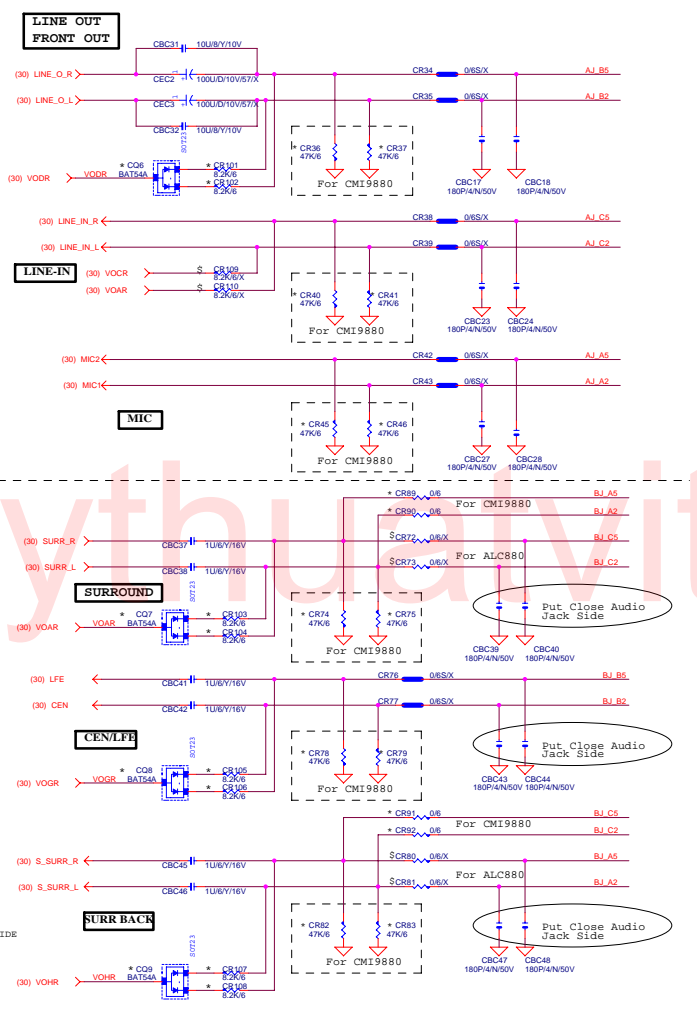 LINE OUT
FRONT OUT
CBC31 10U/8/Y/10V
(30) LINE_O_R CR34 0/6S/X AJ_B5
CEC2 100U/D/10V/57/X
(30) LINE_O_L CR35 0/6S/X AJ_B2
CEC3 100U/D/10V/57/X
CBC32 10U/8/Y/10V
SOT23
* CR36 * CR37
47K/6 47K/6
For CMI9880
* CQ6 * CR101
(30) VODR VODR BAT54A 8.2K/6
* CR102
8.2K/6
CBC17 CBC18
180P/4/N/50V 180P/4/N/50V
(30) LINE_IN_R CR38 0/6S/X AJ_C5
(30) LINE_IN_L CR39 0/6S/X AJ_C2
LINE-IN
(30) VOCR $ CR109
8.2K/6/X
(30) VOAR $ CR110
8.2K/6/X
* CR40 * CR41
47K/6 47K/6
For CMI9880
CBC23 CBC24
180P/4/N/50V 180P/4/N/50V
(30) MIC2 CR42 0/6S/X AJ_A5
(30) MIC1 CR43 0/6S/X AJ_A2
MIC
* CR45 * CR46
47K/6 47K/6
For CMI9880
CBC27 CBC28
180P/4/N/50V 180P/4/N/50V
ythuatvit
* CR89 0/6 BJ_A5
For CMI9880
* CR90 0/6 BJ_A2
(30) SURR_R CBC37 1U/6/Y/16V $CR72 0/6/X BJ_C5
For ALC880
(30) SURR_L CBC38 1U/6/Y/16V $CR73 0/6/X BJ_C2
SURROUND
SOT23
* CQ7 * CR103
(30) VOAR VOAR BAT54A 8.2K/6
* CR104
8.2K/6
* CR74 * CR75
47K/6 47K/6
For CMI9880
Put Close Audio
Jack Side
CBC39 CBC40
180P/4/N/50V 180P/4/N/50V
(30) LFE CBC41 1U/6/Y/16V CR76 0/6S/X BJ_B5
(30) CEN CBC42 1U/6/Y/16V CR77 0/6S/X BJ_B2
CEN/LFE
SOT23
* CQ8 * CR105
(30) VOGR VOGR BAT54A 8.2K/6
* CR106
8.2K/6
* CR78 * CR79
47K/6 47K/6
For CMI9880
Put Close Audio
Jack Side
CBC43 CBC44
180P/4/N/50V 180P/4/N/50V
* CR91 0/6 BJ_C5
For CMI9880
* CR92 0/6 BJ_C2
(30) S_SURR_R CBC45 1U/6/Y/16V $CR80 0/6/X BJ_A5
For ALC880
(30) S_SURR_L CBC46 1U/6/Y/16V $CR81 0/6/X BJ_A2
SURR BACK
IDE
SOT23
* CR82 * CR83
47K/6 47K/6
For CMI9880
Put Close Audio
Jack Side
CBC47 CBC48
180P/4/N/50V 180P/4/N/50V
* CQ9 * CR107
(30) VOHR VOHR BAT54A 8.2K/6
* CR108
8.2K/6